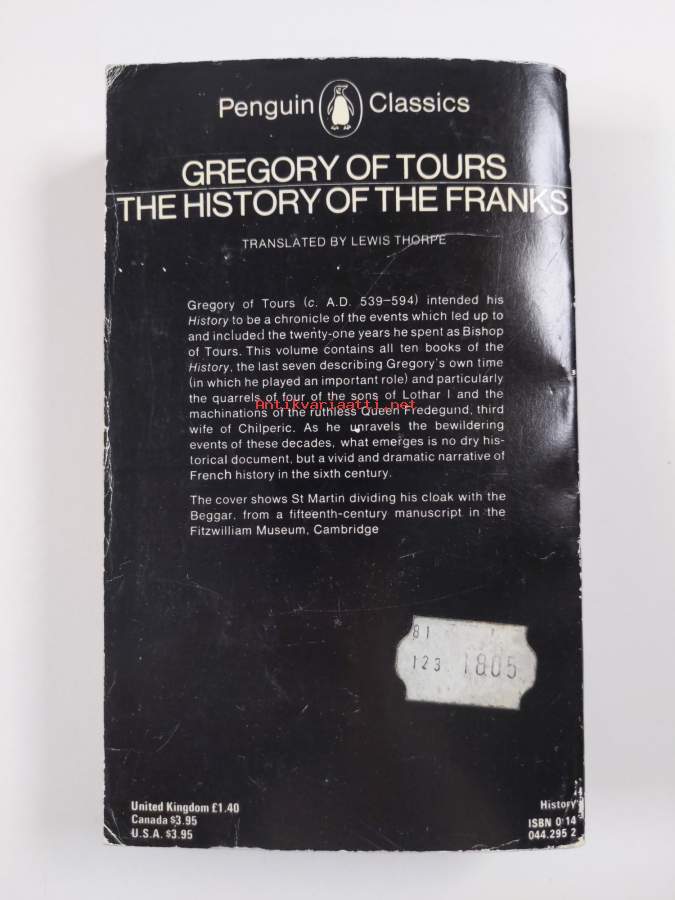 Penguin Classics
GREGORY OF TOURS
THE HISTORY OF THE FRANKS
TRANSLATED BY LEWIS THORPE
Gregory of Tours (c. A.D. 539–594) intended his
History to be a chronicle of the events which led up to
and included the twenty-one years he spent as Bishop
of Tours. This volume contains all ten books of the
History, the last seven describing Gregory's own time
(in which he played an important role) and particularly
the quarrels of four of the sons of Lothar I and the
Antikvariaatti.net
machinations of the ruthless Queen Fredegund, third
wife of Chilperic. As he unravels the bewildering
events of these decades, what emerges is no dry his-
torical document, but a vivid and dramatic narrative of
French history in the sixth century.
The cover shows St Martin dividing his cloak with the
Beggar, from a fifteenth-century manuscript in the
Fitzwilliam Museum, Cambridge
81
123 1805
United Kingdom £1.40
Canada $3.95
U.S.A. $3.95
History
ISBN 0 14
044.295 2